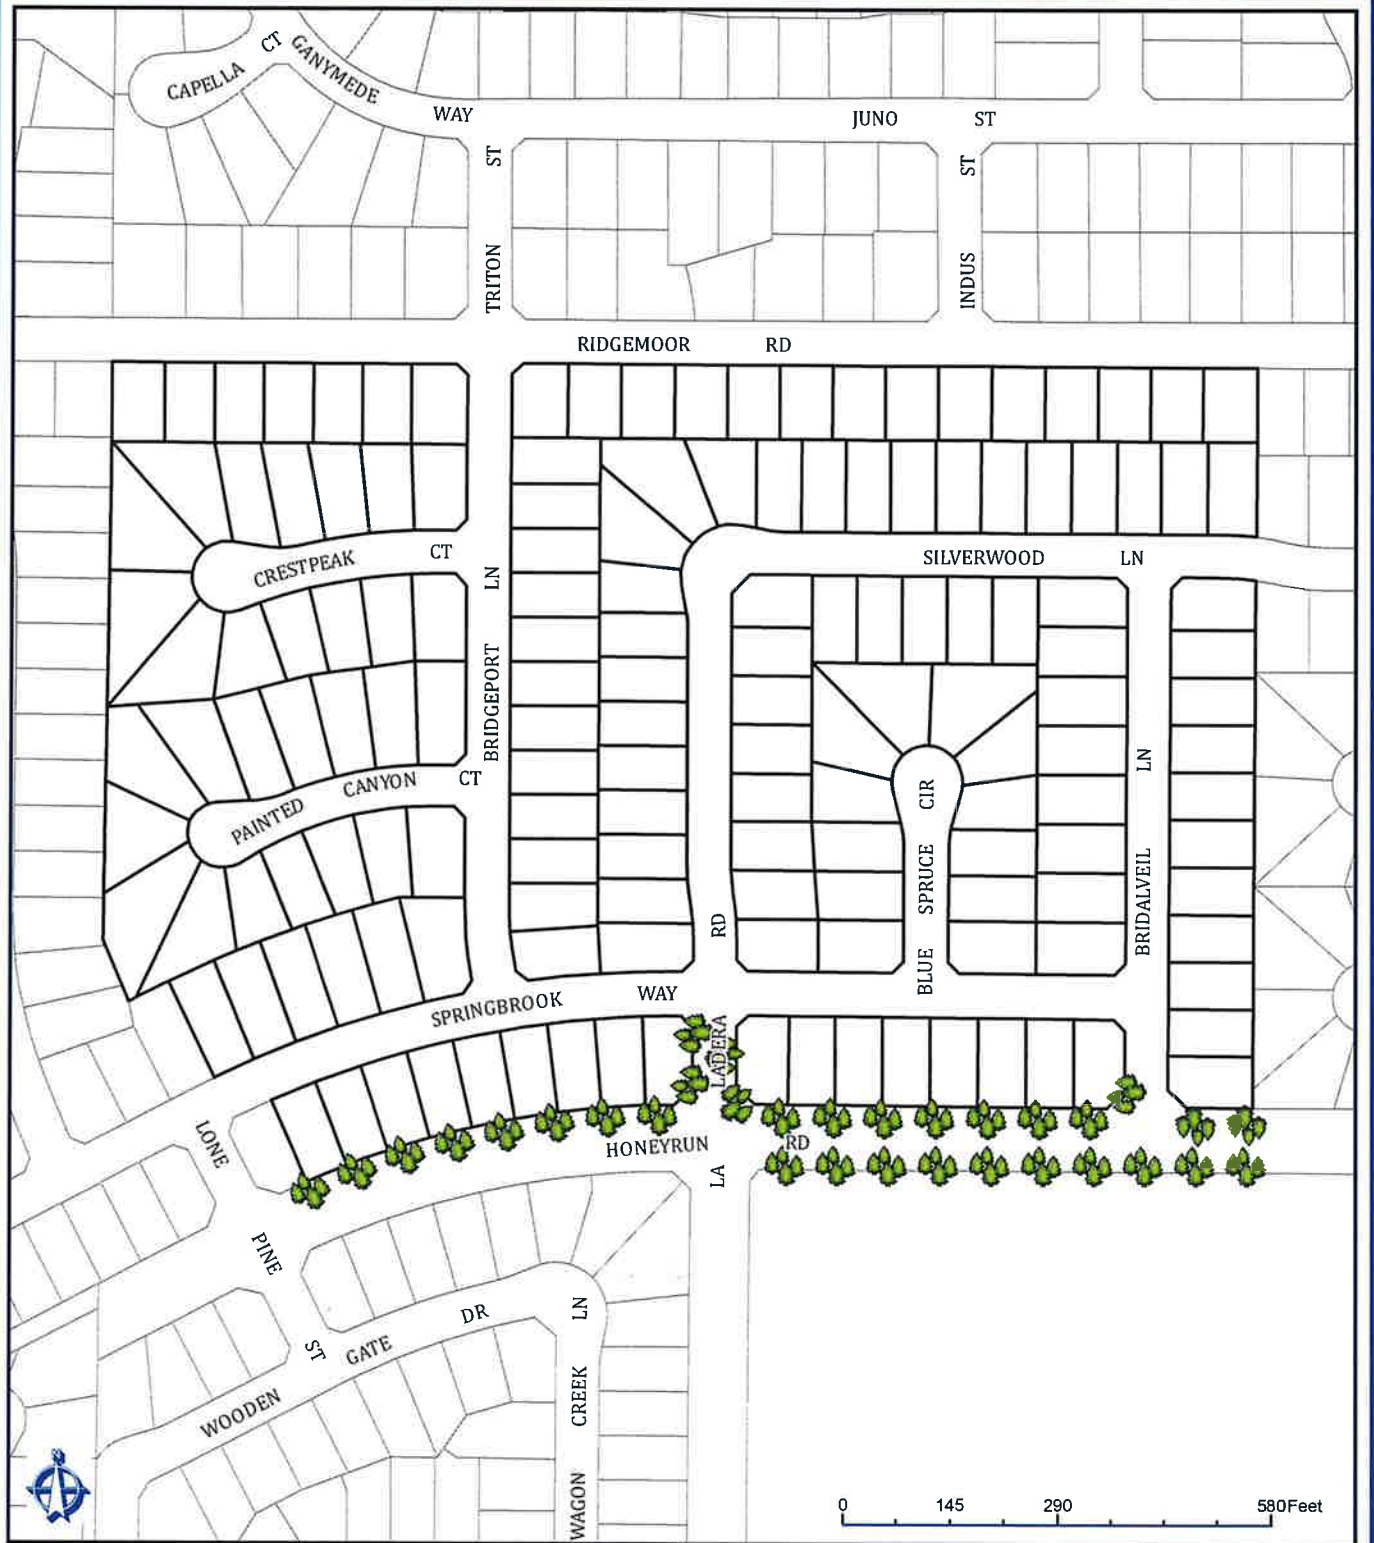 CAPELLA CT
GANYMEDE WAY
JUNO ST
TRITON ST
INDUS ST
RIDGEMOOR RD
CRESTPEAK CT
SILVERWOOD LN
BRIDGEPORT LN
PAINTED CANYON CT
BLUE SPRUCE CIR
BRIDALVEIL LN
SPRINGBROOK WAY
LA LADERA RD
HONEYRUN RD
LONE PINE ST
WOODEN GATE DR
WAGON CREEK LN
N
0 145 290 580Feet